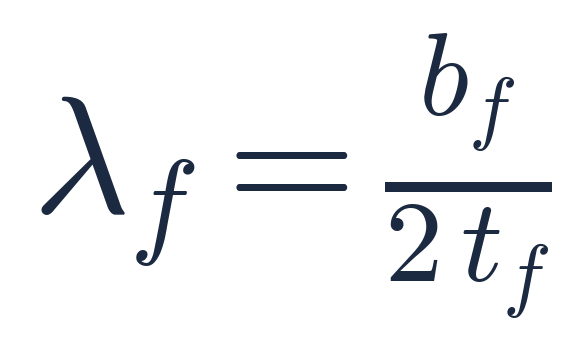 λ_f = b_f / (2 t_f)